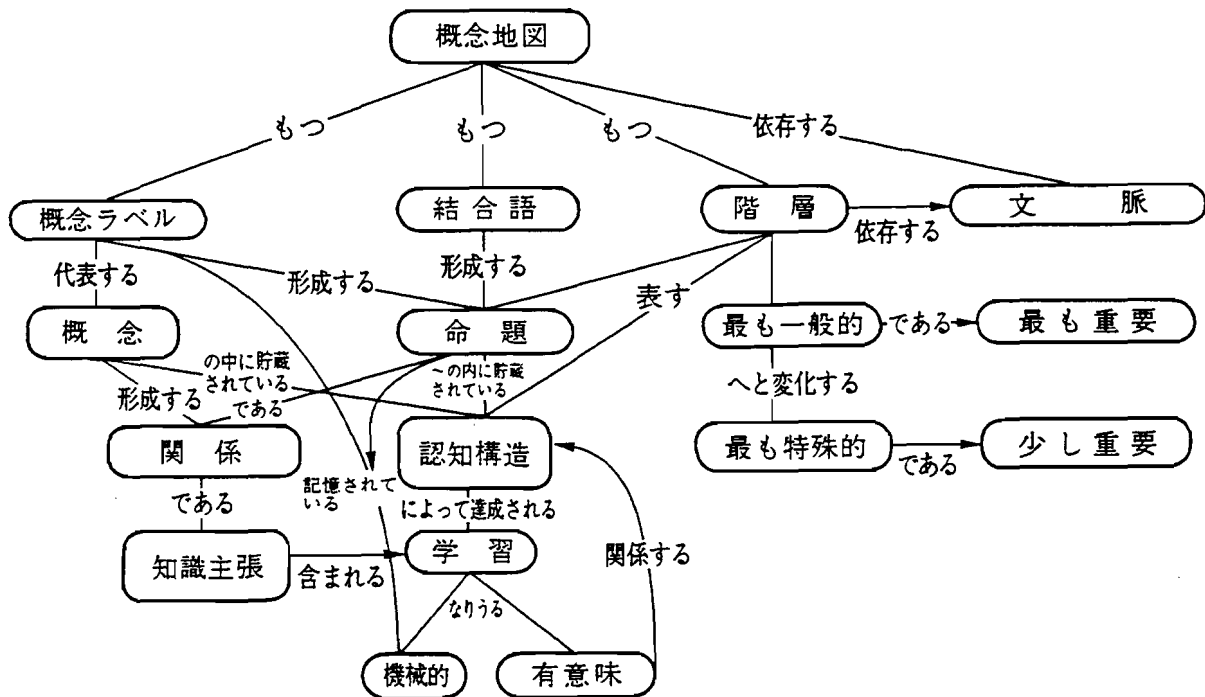 概念地図
もつ
もつ
もつ
依存する
概念ラベル
結合語
階層
文脈
依存する
代表する
形成する
形成する
表す
概念
命題
最も一般的
である
最も重要
の中に貯蔵
されている
～の内に貯蔵
されている
へと変化する
形成する
である
関係
認知構造
最も特殊的
である
少し重要
である
記憶されて
いる
によって達成される
知識主張
含まれる
学習
関係する
なりうる
機械的
有意味